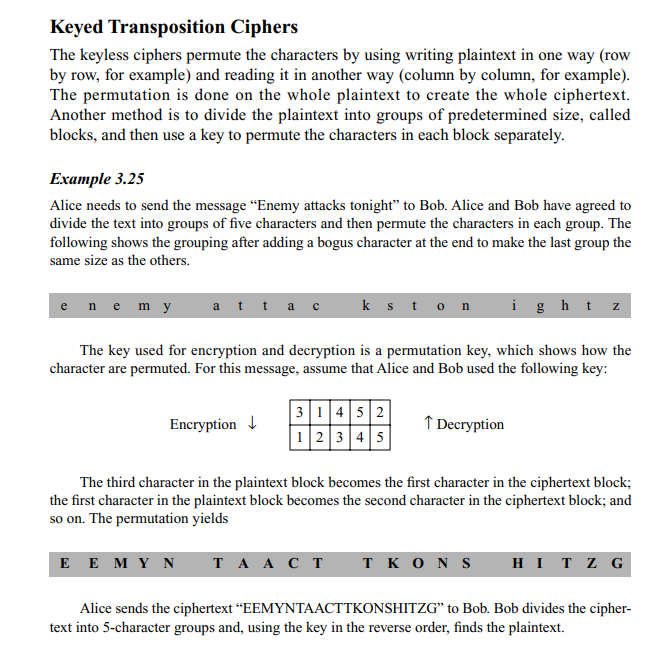 Keyed Transposition Ciphers
The keyless ciphers permute the characters by using writing plaintext in one way (row
by row, for example) and reading it in another way (column by column, for example).
The permutation is done on the whole plaintext to create the whole ciphertext.
Another method is to divide the plaintext into groups of predetermined size, called
blocks, and then use a key to permute the characters in each block separately.
Example 3.25
Alice needs to send the message “Enemy attacks tonight” to Bob. Alice and Bob have agreed to
divide the text into groups of five characters and then permute the characters in each group. The
following shows the grouping after adding a bogus character at the end to make the last group the
same size as the others.
e n e m y a t t a c k s t o n i g h t z
The key used for encryption and decryption is a permutation key, which shows how the
character are permuted. For this message, assume that Alice and Bob used the following key:
3 1 4 5 2
Encryption ↓ ↑ Decryption
1 2 3 4 5
The third character in the plaintext block becomes the first character in the ciphertext block;
the first character in the plaintext block becomes the second character in the ciphertext block; and
so on. The permutation yields
E E M Y N T A A C T T K O N S H I T Z G
Alice sends the ciphertext “EEMYNTAACTTKONSHITZG” to Bob. Bob divides the cipher-
text into 5-character groups and, using the key in the reverse order, finds the plaintext.